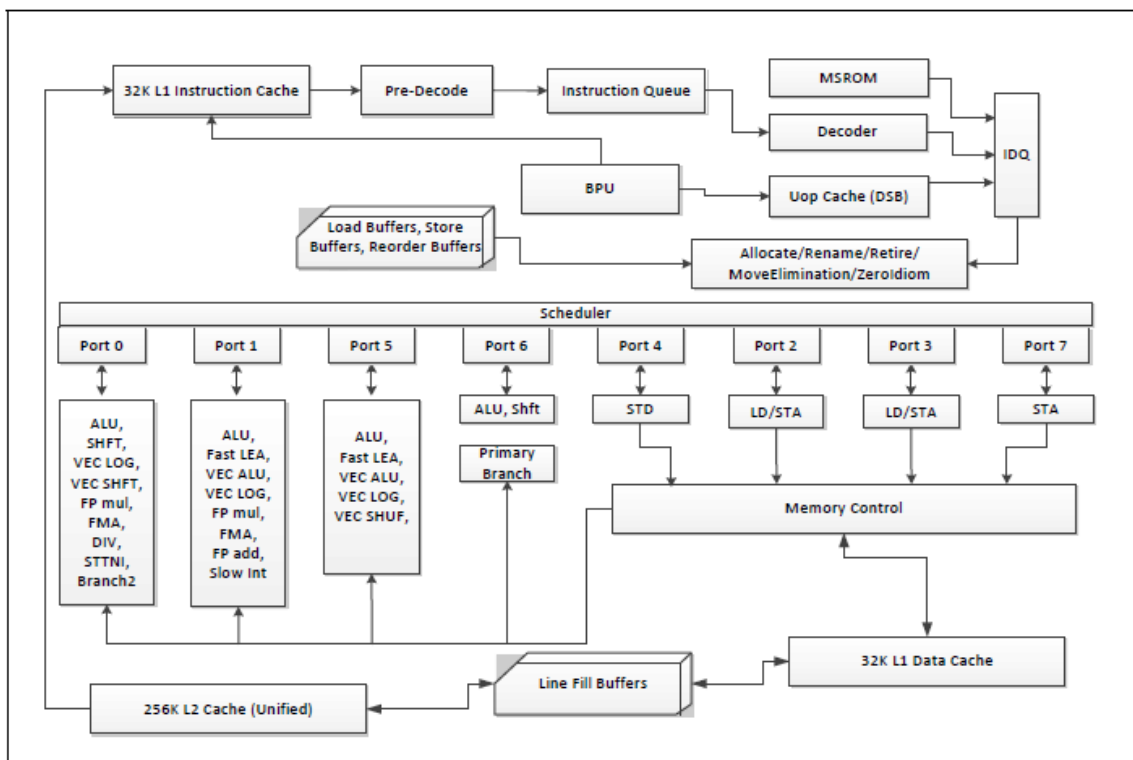 32K L1 Instruction Cache
Pre-Decode
Instruction Queue
MSROM
Decoder
IDQ
BPU
Uop Cache (DSB)
Load Buffers, Store
Buffers, Reorder Buffers
Allocate/Rename/Retire/
MoveElimination/ZeroIdiom
Scheduler
Port 0
Port 1
Port 5
Port 6
Port 4
Port 2
Port 3
Port 7
ALU,
SHFT,
VEC LOG,
VEC SHFT,
FP mul,
FMA,
DIV,
STTNI,
Branch2
ALU,
Fast LEA,
VEC ALU,
VEC LOG,
FP mul,
FMA,
FP add,
Slow Int
ALU,
Fast LEA,
VEC ALU,
VEC LOG,
VEC SHUF,
ALU, Shft
Primary
Branch
STD
LD/STA
LD/STA
STA
Memory Control
32K L1 Data Cache
Line Fill Buffers
256K L2 Cache (Unified)